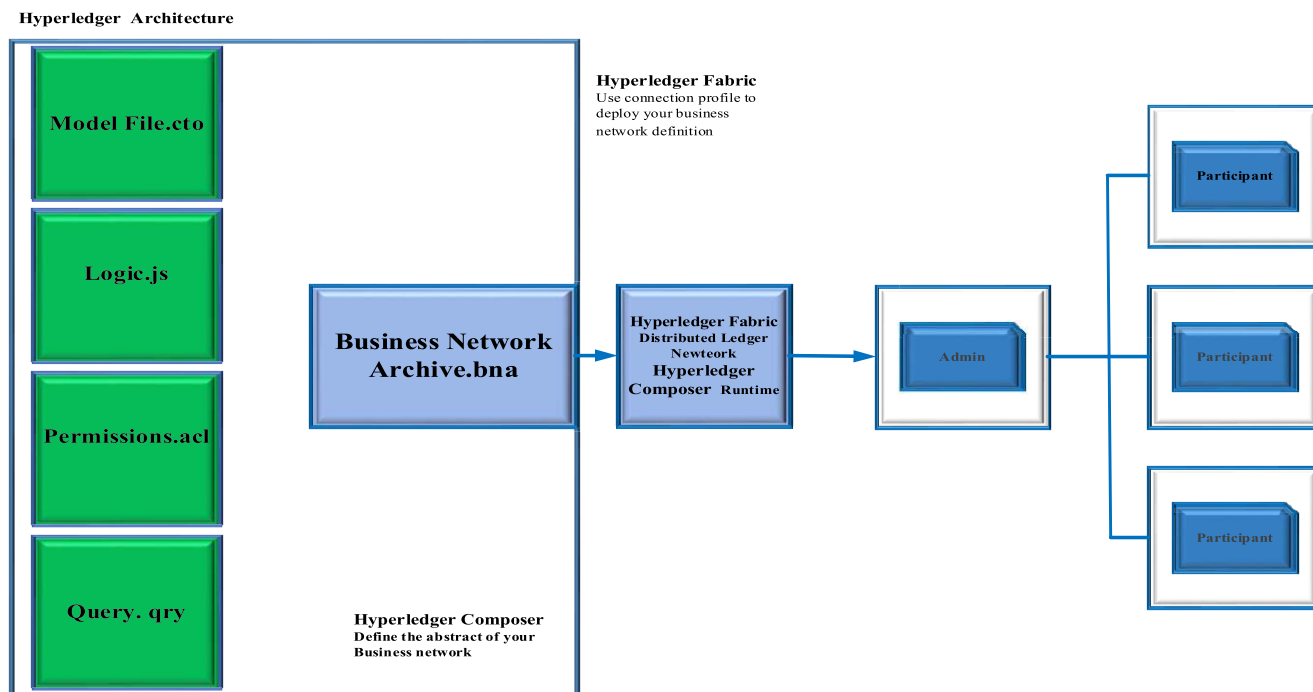 Hyperledger Architecture
Model File.cto
Logic.js
Permissions.acl
Query. qry
Business Network
Archive.bna
Hyperledger Composer
Define the abstract of your
Business network
Hyperledger Fabric
Use connection profile to
deploy your business
network definition
Hyperledger Fabric
Distributed Ledger
Newteork
Hyperledger
Composer Runtime
Admin
Participant
Participant
Participant